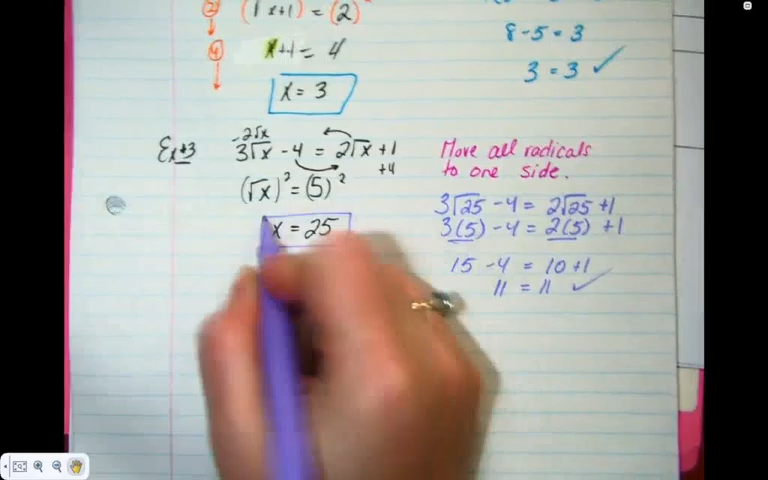 ② (√x+1) = (2)
8-5=3
④ x+1 = 4
3 = 3 ✓
x = 3
-2√x
Ex#3 3√x - 4 = 2√x + 1
+4
Move all radicals
to one side.
(√x)² = (5)²
x = 25
3√25 - 4 = 2√25 + 1
3(5) - 4 = 2(5) + 1
15 - 4 = 10 + 1
11 = 11 ✓